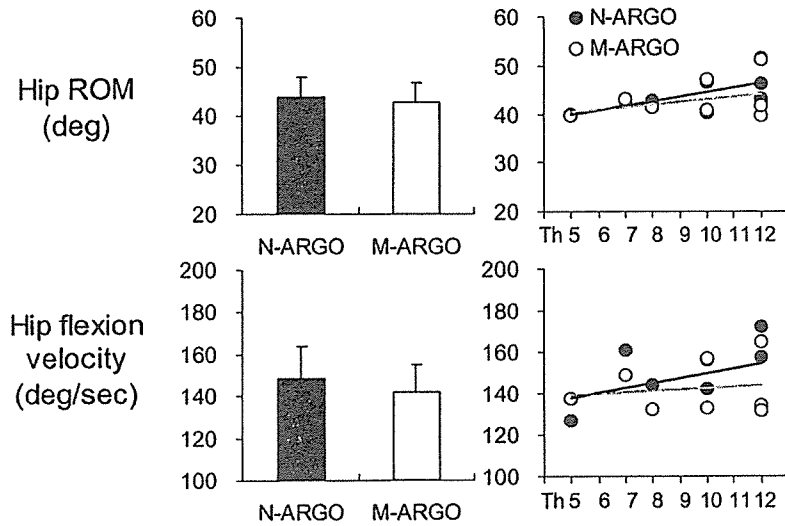 Hip ROM
(deg)
60
50
40
30
20
N-ARGO M-ARGO
60
50
40
30
20
N-ARGO
M-ARGO
Th 5 6 7 8 9 10 11 12
Hip flexion
velocity
(deg/sec)
200
180
160
140
120
100
N-ARGO M-ARGO
200
180
160
140
120
100
Th 5 6 7 8 9 10 11 12